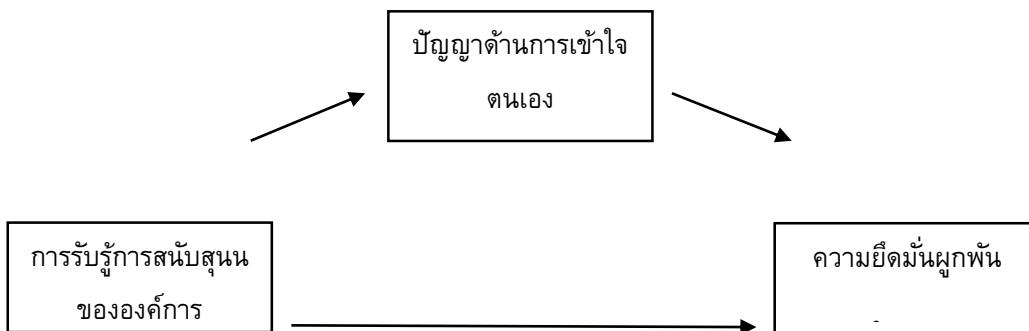 ปัญญาด้านการเข้าใจ
ตนเอง
การรับรู้การสนับสุนน
ขององค์การ
ความยึดมั่นผูกพัน